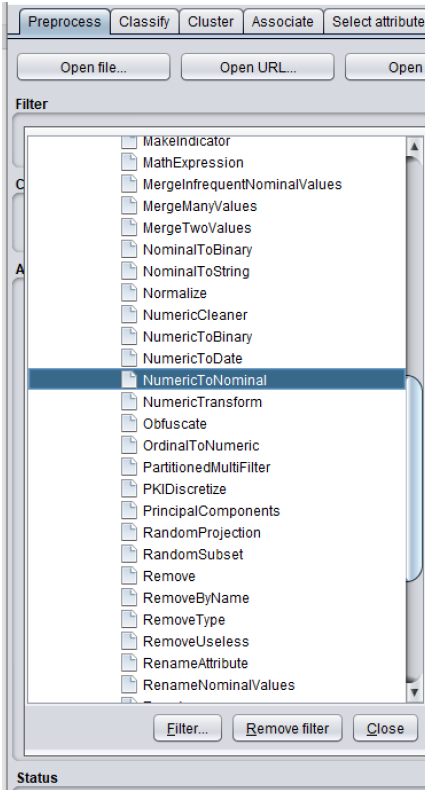 Preprocess Classify Cluster Associate Select attribute
Open file... Open URL... Open
Filter
MakeIndicator
MathExpression
MergeInfrequentNominalValues
MergeManyValues
MergeTwoValues
NominalToBinary
NominalToString
Normalize
NumericCleaner
NumericToBinary
NumericToDate
NumericToNominal
NumericTransform
Obfuscate
OrdinalToNumeric
PartitionedMultiFilter
PKIDiscretize
PrincipalComponents
RandomProjection
RandomSubset
Remove
RemoveByName
RemoveType
RemoveUseless
RenameAttribute
RenameNominalValues
Filter... Remove filter Close
Status